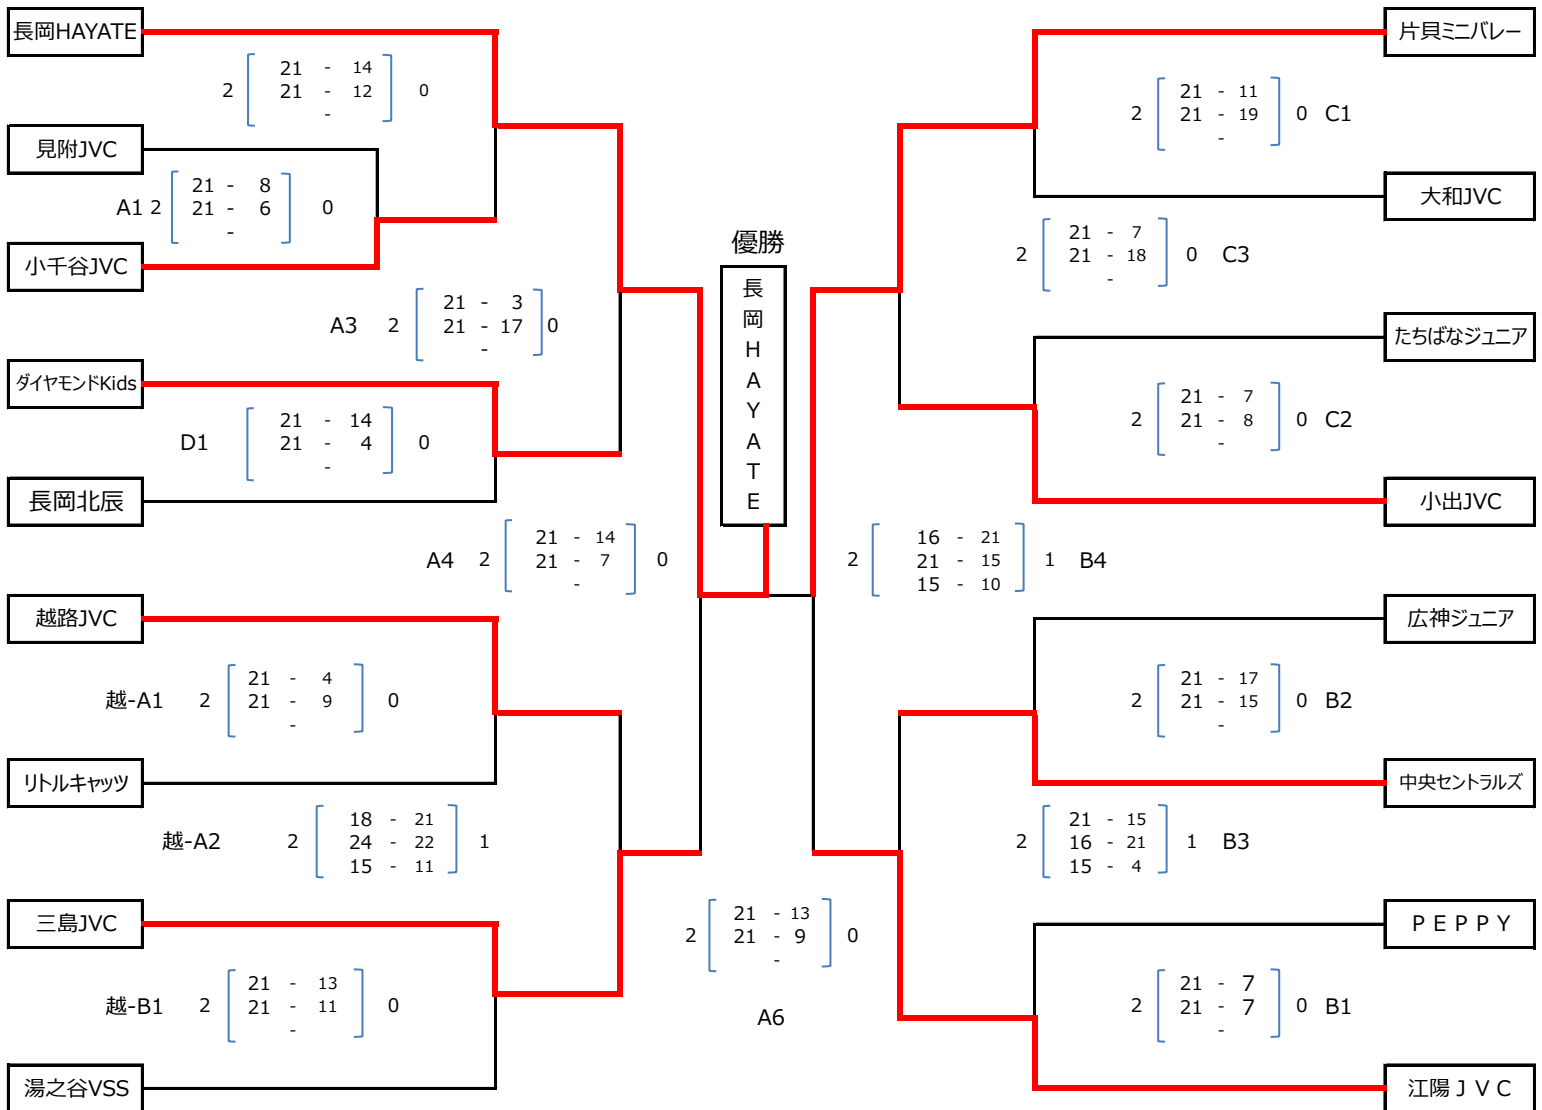 長岡HAYATE
21 - 14
2 21 - 12 0
-
見附JVC
21 - 8
A1 2 21 - 6 0
-
小千谷JVC
21 - 3
A3 2 21 - 17 0
-
ダイヤモンドKids
21 - 14
D1 21 - 4 0
-
長岡北辰
21 - 14
A4 2 21 - 7 0
-
越路JVC
21 - 4
越-A1 2 21 - 9 0
-
リトルキャッツ
18 - 21
越-A2 2 24 - 22 1
15 - 11
三島JVC
21 - 13
越-B1 2 21 - 11 0
-
湯之谷VSS
優勝
長岡HAYATE
21 - 13
2 21 - 9 0
-
A6
片貝ミニバレー
21 - 11
2 21 - 19 0 C1
-
大和JVC
21 - 7
2 21 - 18 0 C3
-
たちばなジュニア
21 - 7
2 21 - 8 0 C2
-
小出JVC
16 - 21
2 21 - 15 1 B4
15 - 10
広神ジュニア
21 - 17
2 21 - 15 0 B2
-
中央セントラルズ
21 - 15
2 16 - 21 1 B3
15 - 4
ＰＥＰＰＹ
21 - 7
2 21 - 7 0 B1
-
江陽ＪＶＣ